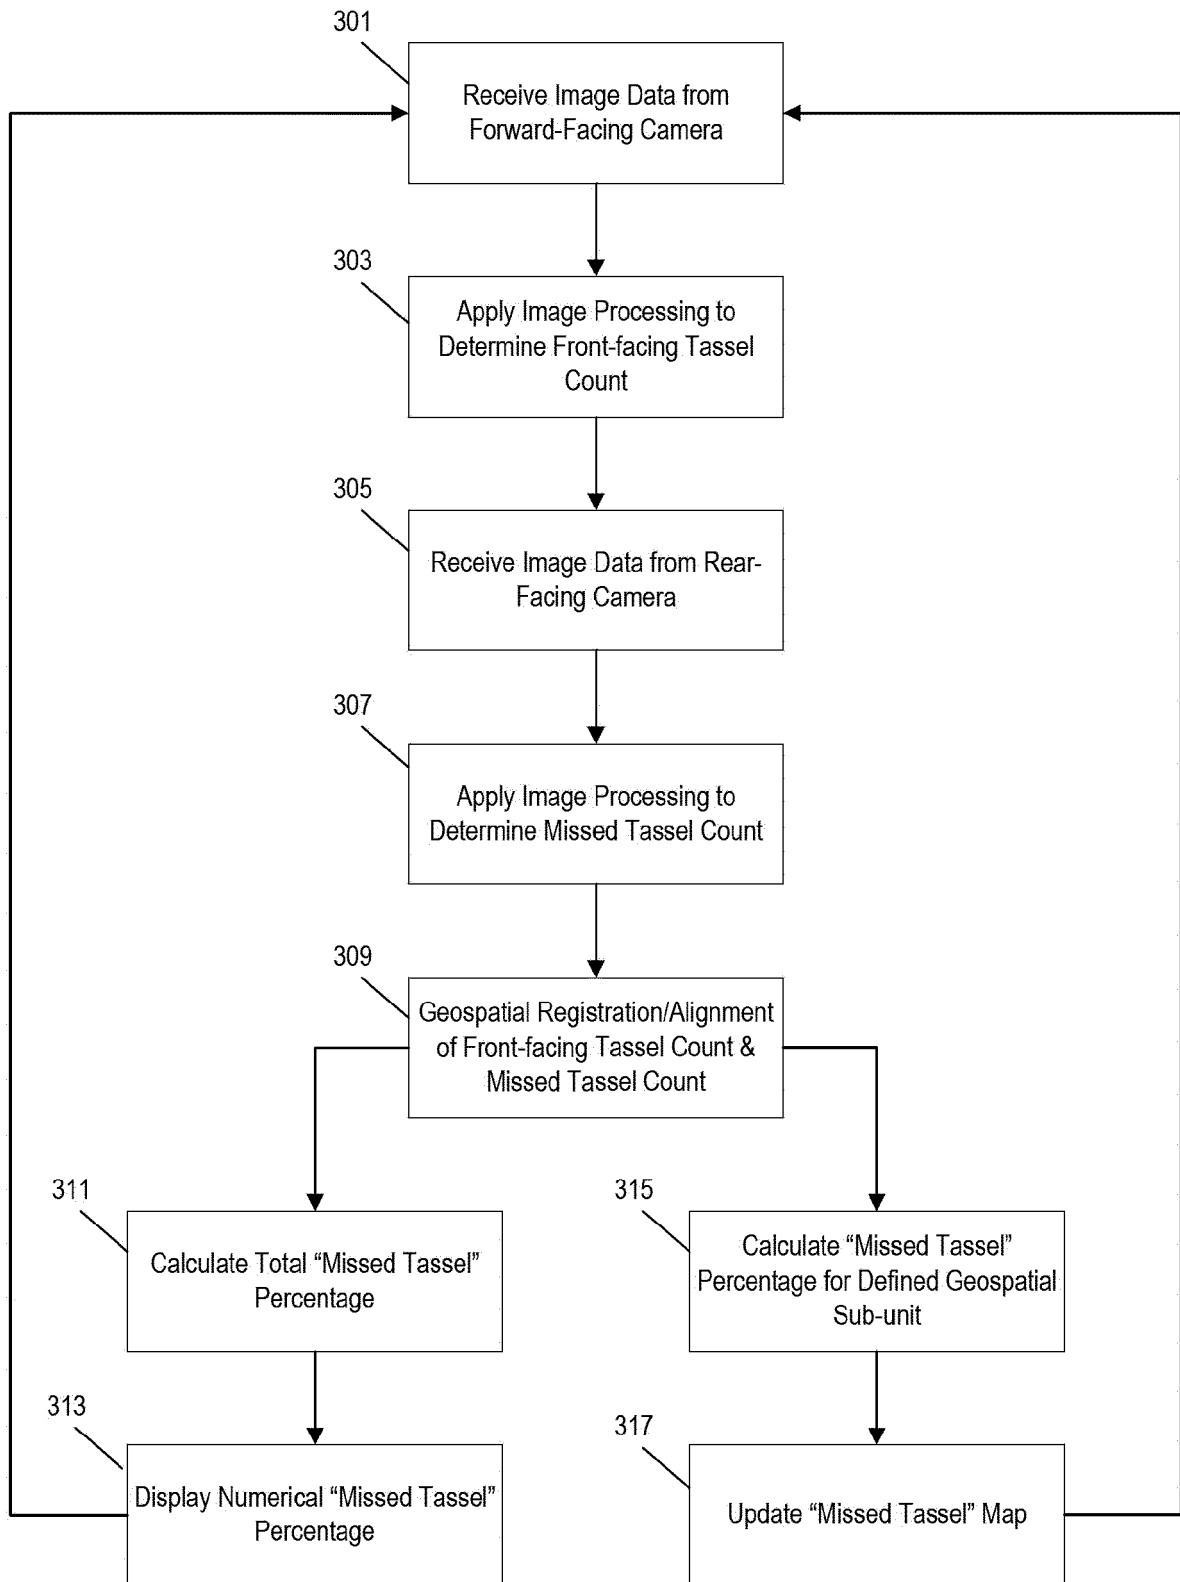 301
Receive Image Data from
Forward-Facing Camera
303
Apply Image Processing to
Determine Front-facing Tassel
Count
305
Receive Image Data from Rear-
Facing Camera
307
Apply Image Processing to
Determine Missed Tassel Count
309
Geospatial Registration/Alignment
of Front-facing Tassel Count &
Missed Tassel Count
311
Calculate Total “Missed Tassel”
Percentage
315
Calculate “Missed Tassel”
Percentage for Defined Geospatial
Sub-unit
313
Display Numerical “Missed Tassel”
Percentage
317
Update “Missed Tassel” Map